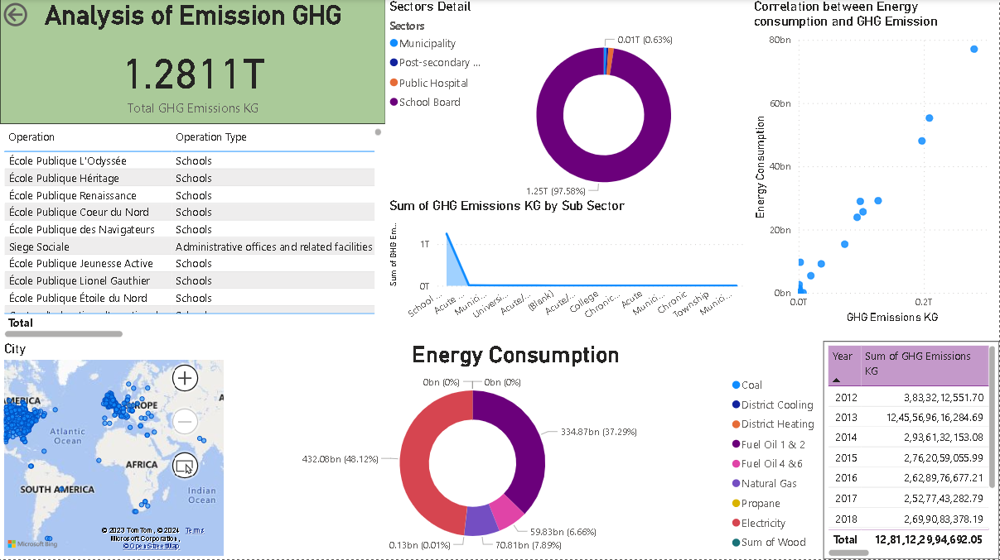 Analysis of Emission GHG
1.2811T
Total GHG Emissions KG
Operation Operation Type
École Publique L'Odyssée Schools
École Publique Héritage Schools
École Publique Renaissance Schools
École Publique Coeur du Nord Schools
École Publique des Navigateurs Schools
Siege Sociale Administrative offices and related facilities
École Publique Jeunesse Active Schools
École Publique Lionel Gauthier Schools
École Publique Étoile du Nord Schools
Total
City
AMERICA
ROPE
Atlantic
Ocean
AFRICA
SOUTH AMERICA
Indian
Ocean
© 2023 TomTom, © 2024 Terms
Microsoft Corporation,
© OpenStreetMap
Microsoft Bing
Sectors Detail
Sectors
Municipality
Post-secondary ...
Public Hospital
School Board
0.01T (0.63%)
1.25T (97.58%)
Sum of GHG Emissions KG by Sub Sector
Sum of GHG Em...
1T
0T
School ... Acute ... Munici... Universi... Acute/... (Blank) Acute/... College Chronic... Acute Munici... Chronic Township Munici...
Correlation between Energy
consumption and GHG Emission
Energy Consumption
80bn
60bn
40bn
20bn
0bn
0.0T 0.2T
GHG Emissions KG
Energy Consumption
0bn (0%) 0bn (0%)
334.87bn (37.29%)
432.08bn (48.12%)
59.83bn (6.66%)
0.13bn (0.01%) 70.81bn (7.89%)
Coal
District Cooling
District Heating
Fuel Oil 1 & 2
Fuel Oil 4 &6
Natural Gas
Propane
Electricity
Sum of Wood
Year Sum of GHG Emissions
KG
2012 3,83,32,12,551.70
2013 12,45,56,96,16,284.69
2014 2,93,61,32,153.08
2015 2,76,20,59,055.99
2016 2,62,89,76,677.21
2017 2,52,77,43,282.79
2018 2,69,90,83,378.19
Total 12,81,12,29,94,692.05